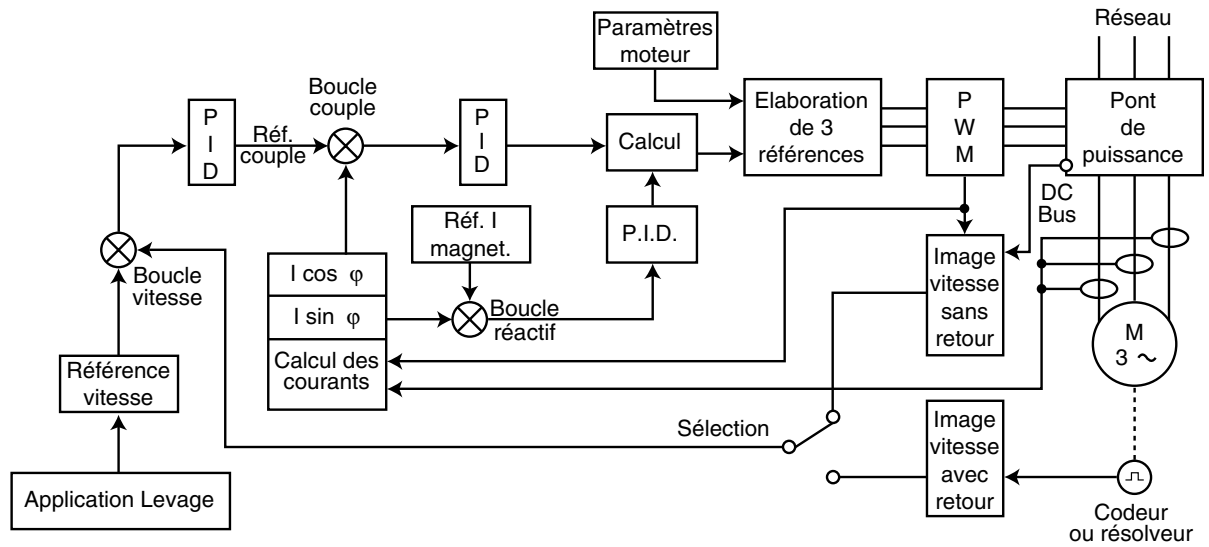 Réseau
Paramètres
moteur
Boucle
couple
P
I
D
Réf.
couple
P
I
D
Calcul
Elaboration
de 3
références
P
W
M
Pont
de
puissance
DC
Bus
Réf. I
magnet.
P.I.D.
I cos φ
I sin φ
Calcul des
courants
Boucle
vitesse
Boucle
réactif
Image
vitesse
sans
retour
M
3 ~
Référence
vitesse
Sélection
Image
vitesse
avec
retour
Application Levage
Codeur
ou résolveur